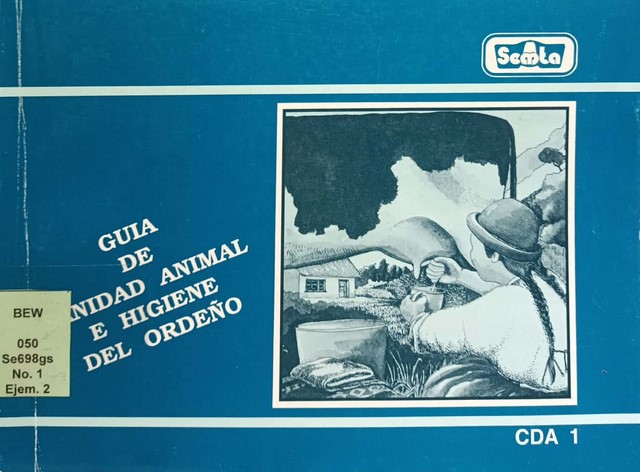 Semta
GUIA
DE
NIDAD ANIMAL
E HIGIENE
DEL ORDEÑO
BEW
050
Se698gs
No. 1
Ejem. 2
CDA 1